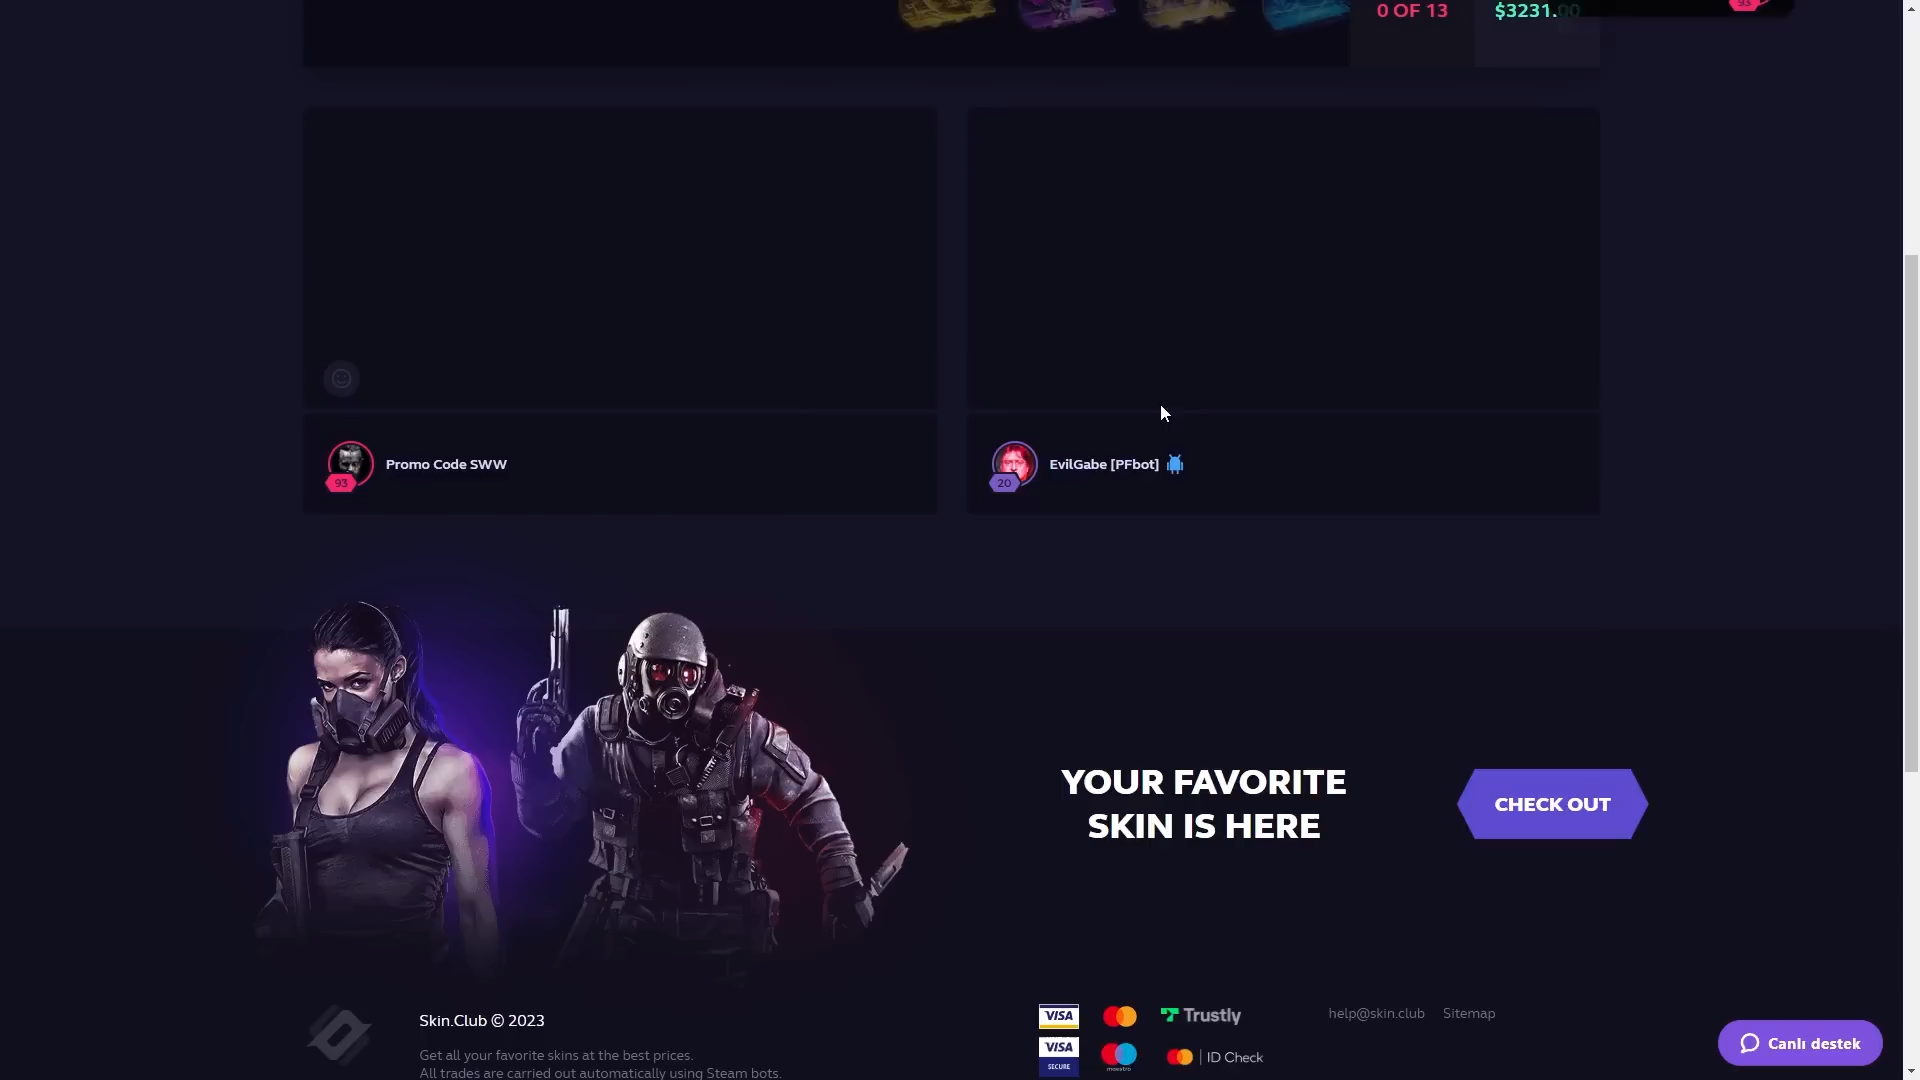 0 OF 13
$3231.00
93
Promo Code SWW
93
EvilGabe [PFbot]
20
YOUR FAVORITE
SKIN IS HERE
CHECK OUT
Skin.Club © 2023
Get all your favorite skins at the best prices.
All trades are carried out automatically using Steam bots.
VISA
Trustly
help@skin.club
Sitemap
VISA
SECURE
maestro
ID Check
Canlı destek